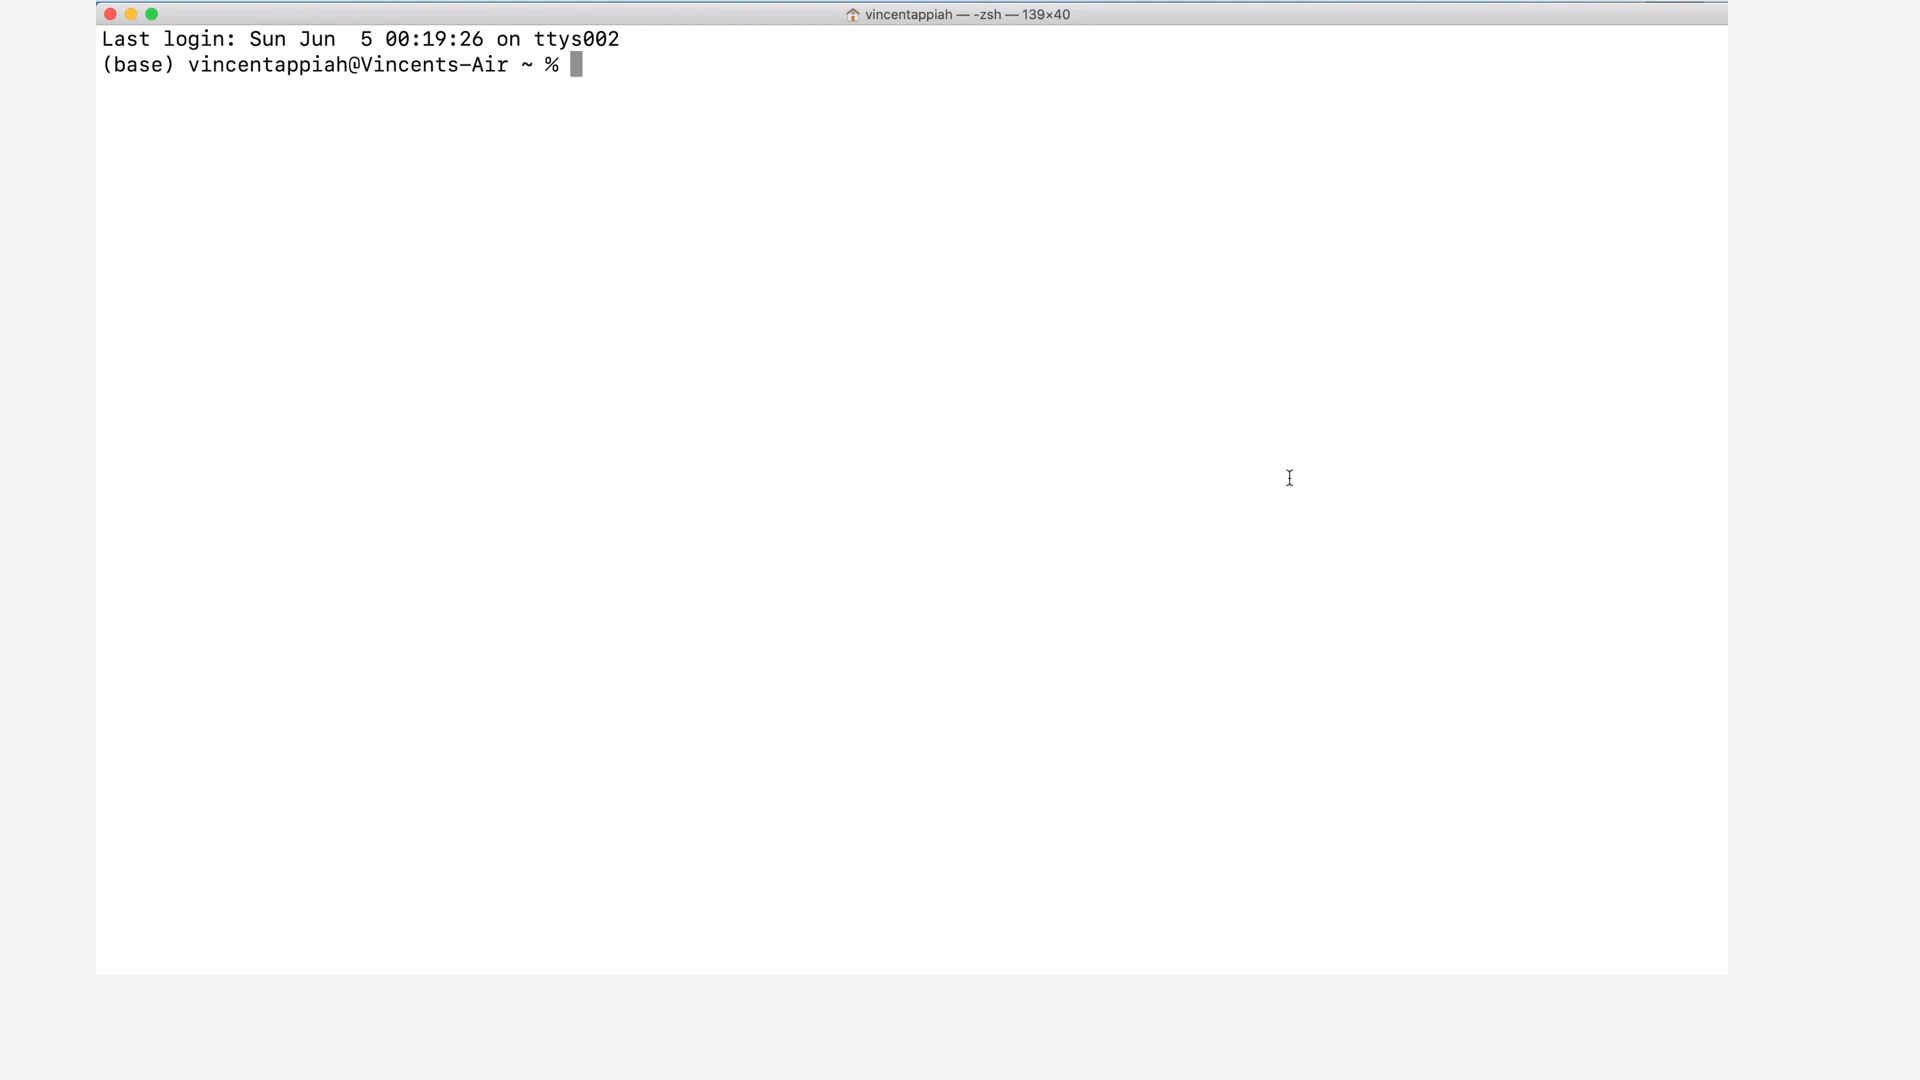 vincentappiah — -zsh — 139×40
Last login: Sun Jun  5 00:19:26 on ttys002
(base) vincentappiah@Vincents-Air ~ %